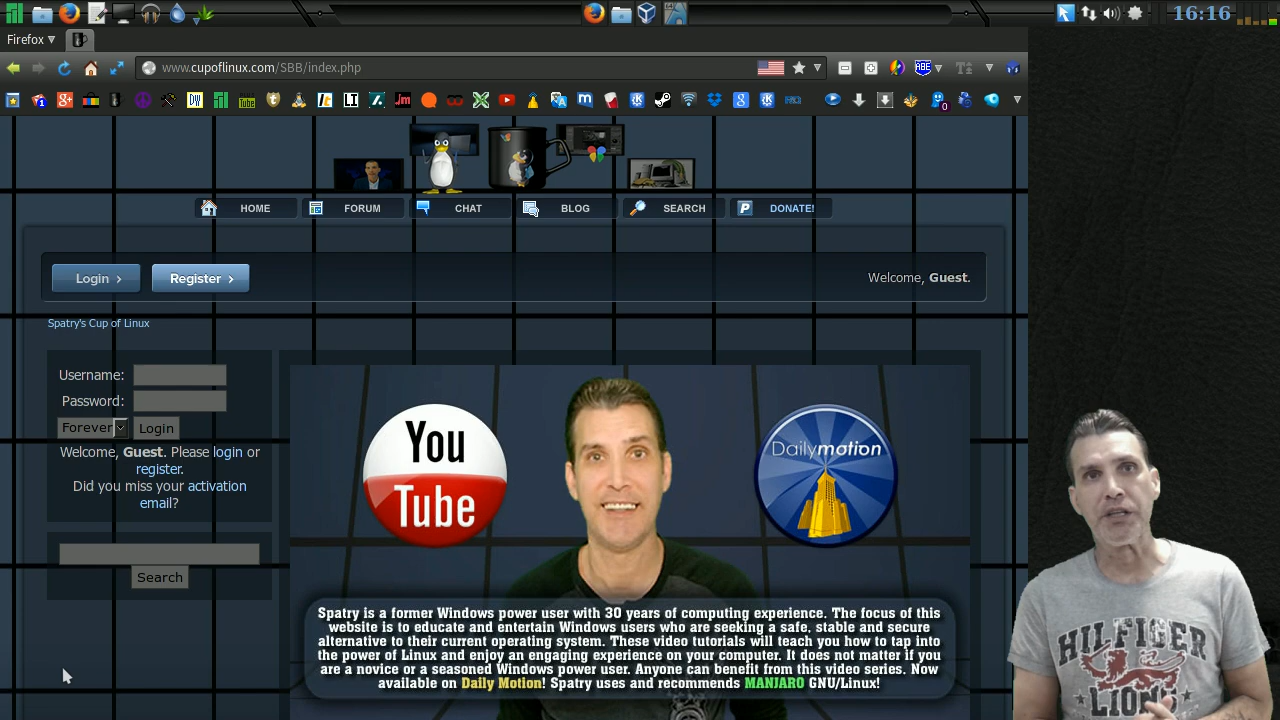 16:16
Firefox
www.cupoflinux.com/SBB/index.php
ABE
HOME
FORUM
CHAT
BLOG
SEARCH
DONATE!
Login
Register
Welcome, Guest.
Spatry's Cup of Linux
Username:
Password:
Forever
Login
Welcome, Guest. Please login or
register.
Did you miss your activation
email?
Search
You
Tube
Dailymotion
Spatry is a former Windows power user with 30 years of computing experience. The focus of this
website is to educate and entertain Windows users who are seeking a safe, stable and secure
alternative to their current operating system. These video tutorials will teach you how to tap into
the power of Linux and enjoy an engaging experience on your computer. It does not matter if you
are a novice or a seasoned Windows power user. Anyone can benefit from this video series. Now
available on Daily Motion! Spatry uses and recommends MANJARO GNU/Linux!
HILFIGER
LIONS